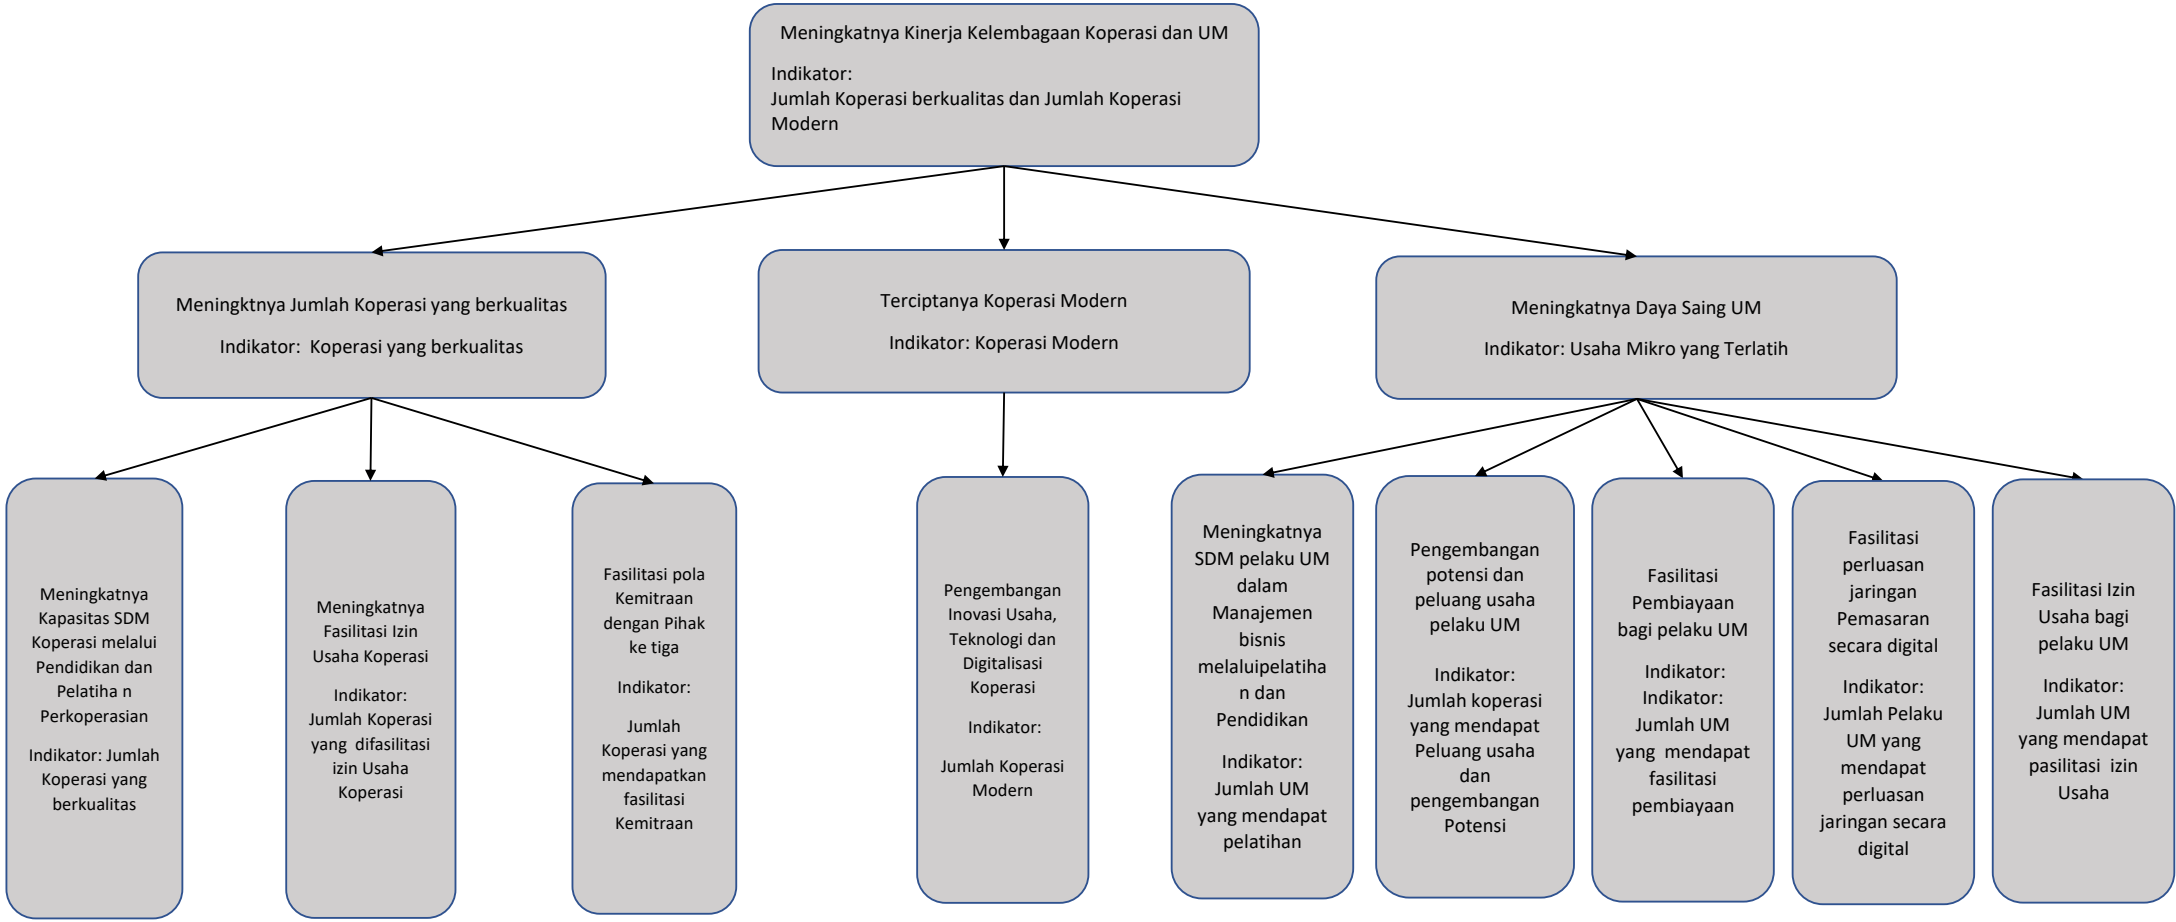 Meningkatnya Kinerja Kelembagaan Koperasi dan UM
Indikator:
Jumlah Koperasi berkualitas dan Jumlah Koperasi
Modern
Meningktnya Jumlah Koperasi yang berkualitas
Indikator: Koperasi yang berkualitas
Terciptanya Koperasi Modern
Indikator: Koperasi Modern
Meningkatnya Daya Saing UM
Indikator: Usaha Mikro yang Terlatih
Meningkatnya
Kapasitas SDM
Koperasi melalui
Pendidikan dan
Pelatiha n
Perkoperasian
Indikator: Jumlah
Koperasi yang
berkualitas
Meningkatnya
Fasilitasi Izin
Usaha Koperasi
Indikator:
Jumlah Koperasi
yang difasilitasi
izin Usaha
Koperasi
Fasilitasi pola
Kemitraan
dengan Pihak
ke tiga
Indikator:
Jumlah
Koperasi yang
mendapatkan
fasilitasi
Kemitraan
Pengembangan
Inovasi Usaha,
Teknologi dan
Digitalisasi
Koperasi
Indikator:
Jumlah Koperasi
Modern
Meningkatnya
SDM pelaku UM
dalam
Manajemen
bisnis
melaluipelatiha
n dan
Pendidikan
Indikator:
Jumlah UM
yang mendapat
pelatihan
Pengembangan
potensi dan
peluang usaha
pelaku UM
Indikator:
Jumlah koperasi
yang mendapat
Peluang usaha
dan
pengembangan
Potensi
Fasilitasi
Pembiayaan
bagi pelaku UM
Indikator:
Indikator:
Jumlah UM
yang mendapat
fasilitasi
pembiayaan
Fasilitasi
perluasan
jaringan
Pemasaran
secara digital
Indikator:
Jumlah Pelaku
UM yang
mendapat
perluasan
jaringan secara
digital
Fasilitasi Izin
Usaha bagi
pelaku UM
Indikator:
Jumlah UM
yang mendapat
pasilitasi izin
Usaha